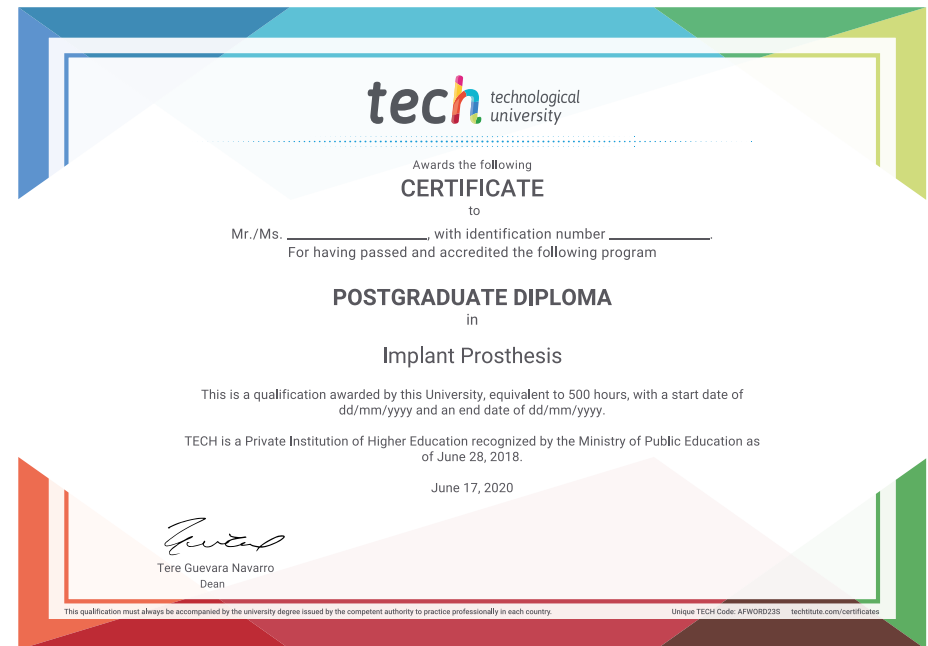 tech technological
university
Awards the following
CERTIFICATE
to
Mr./Ms. ____________________, with identification number ______________.
For having passed and accredited the following program
POSTGRADUATE DIPLOMA
in
Implant Prosthesis
This is a qualification awarded by this University, equivalent to 500 hours, with a start date of
dd/mm/yyyy and an end date of dd/mm/yyyy.
TECH is a Private Institution of Higher Education recognized by the Ministry of Public Education as
of June 28, 2018.
June 17, 2020
Tere Guevara Navarro
Dean
This qualification must always be accompanied by the university degree issued by the competent authority to practice professionally in each country.
Unique TECH Code: AFWORD23S techtitute.com/certificates